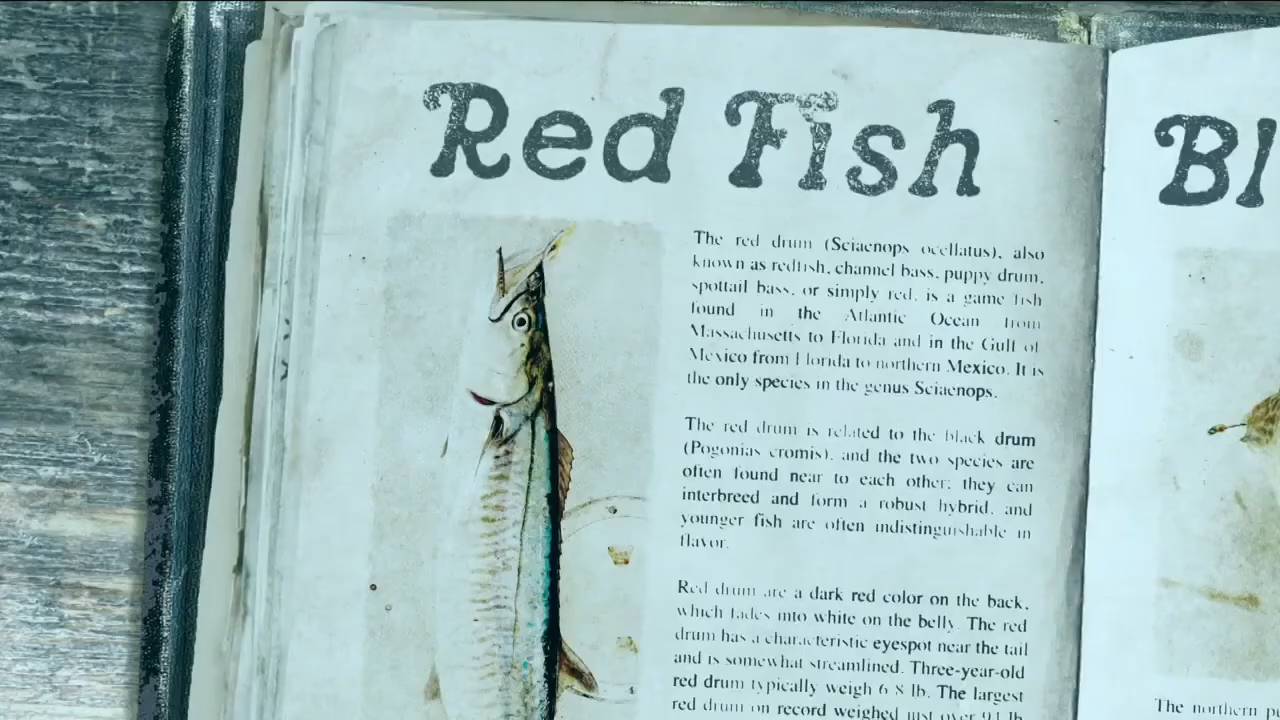 Red Fish
The red drum (Sciaenops ocellatus), also
known as redfish, channel bass, puppy drum,
spottail bass, or simply red, is a game fish
found in the Atlantic Ocean from
Massachusetts to Florida and in the Gulf of
Mexico from Florida to northern Mexico. It is
the only species in the genus Sciaenops.
The red drum is related to the black drum
(Pogonias cromis), and the two species are
often found near to each other; they can
interbreed and form a robust hybrid, and
younger fish are often indistinguishable in
flavor.
Red drum are a dark red color on the back,
which fades into white on the belly. The red
drum has a characteristic eyespot near the tail
and is somewhat streamlined. Three-year-old
red drum typically weigh 6 8 lb. The largest
red drum on record weighed just over 94 lb
Bl
The northern pu